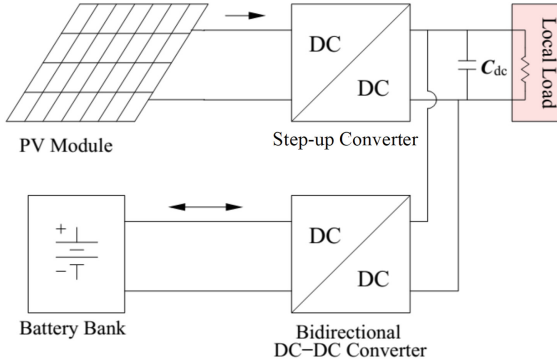 DC
DC
C_dc
Local Load
PV Module
Step-up Converter
+
−
DC
DC
Battery Bank
Bidirectional
DC−DC Converter